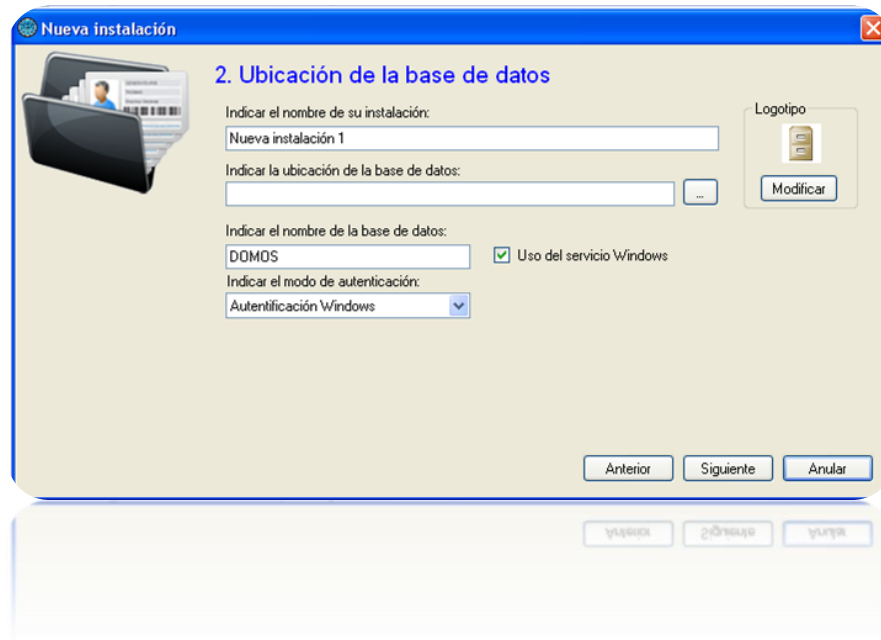 Nueva instalación
2. Ubicación de la base de datos
Indicar el nombre de su instalación:
Nueva instalación 1
Logotipo
Modificar
Indicar la ubicación de la base de datos:
...
Indicar el nombre de la base de datos:
DOMOS
Uso del servicio Windows
Indicar el modo de autenticación:
Autentificación Windows
Anterior
Siguiente
Anular